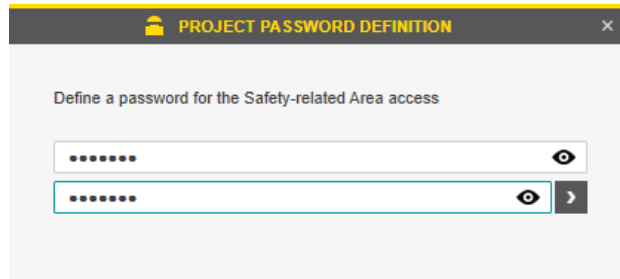 PROJECT PASSWORD DEFINITION
Define a password for the Safety-related Area access
•••••••
•••••••